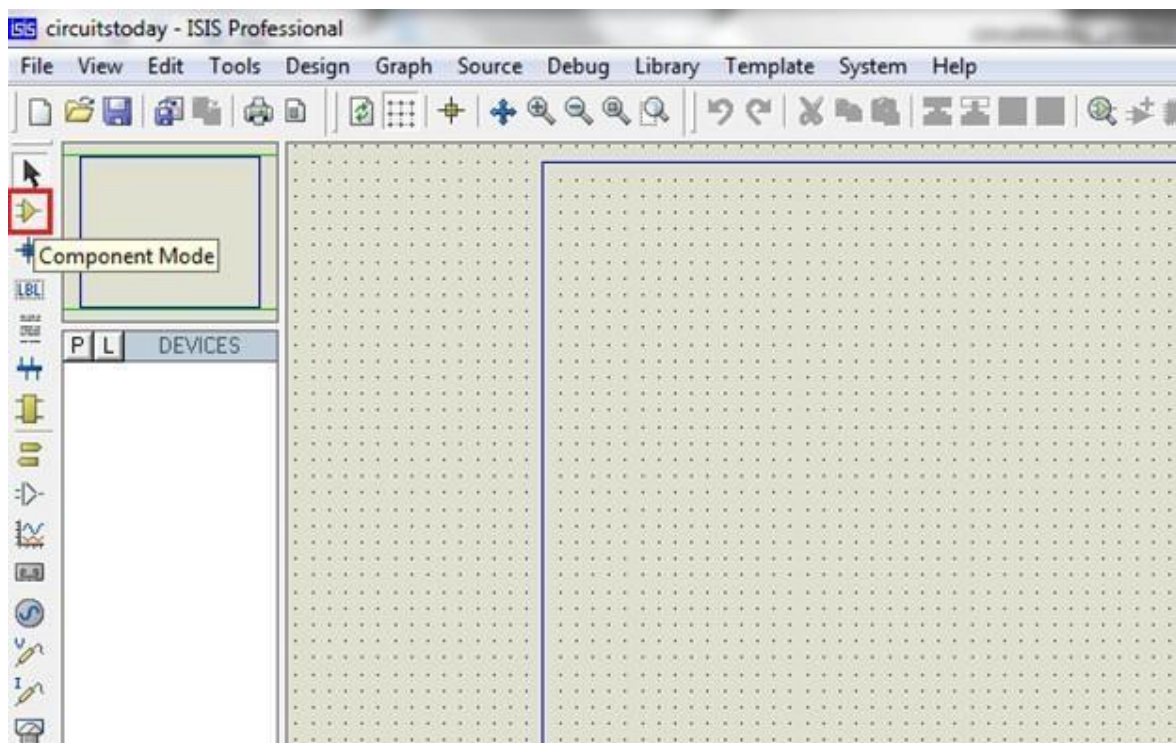 ISIS circuitstoday - ISIS Professional
File View Edit Tools Design Graph Source Debug Library Template System Help
Component Mode
LBL
P L DEVICES
V
I